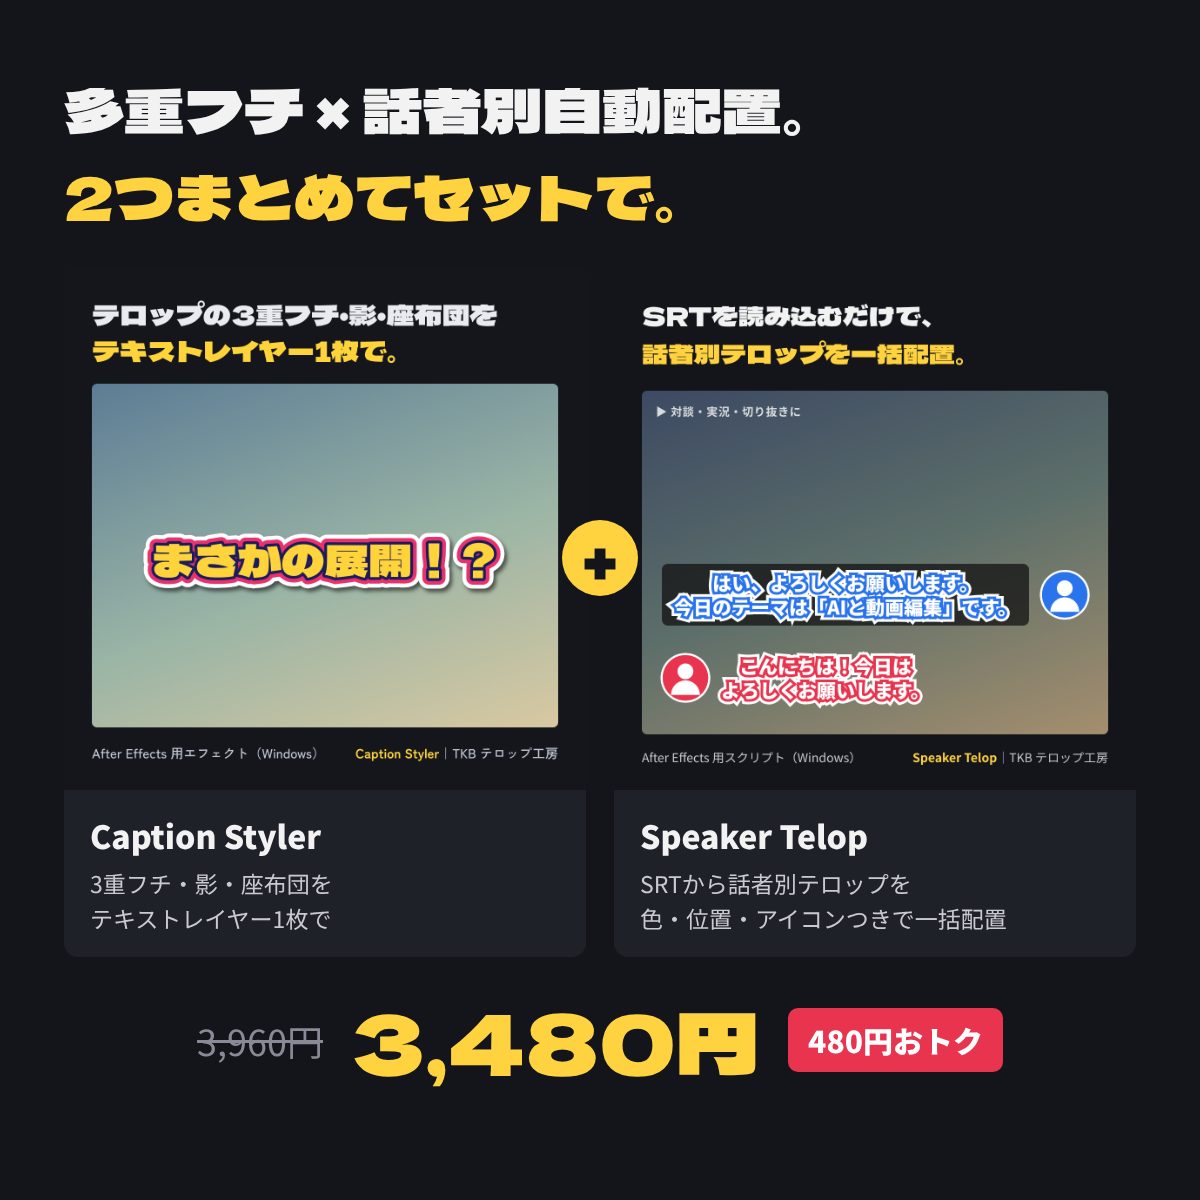 多重フチ×話者別自動配置。
2つまとめてセットで。
テロップの3重フチ・影・座布団を
テキストレイヤー1枚で。
まさかの展開！？
After Effects 用エフェクト（Windows）
Caption Styler｜TKB テロップ工房
+
SRTを読み込むだけで、
話者別テロップを一括配置。
▶ 対談・実況・切り抜きに
はい、よろしくお願いします。
今日のテーマは「AIと動画編集」です。
こんにちは！今日は
よろしくお願いします。
After Effects 用スクリプト（Windows）
Speaker Telop｜TKB テロップ工房
Caption Styler
3重フチ・影・座布団を
テキストレイヤー1枚で
Speaker Telop
SRTから話者別テロップを
色・位置・アイコンつきで一括配置
3,960円
3,480円
480円おトク